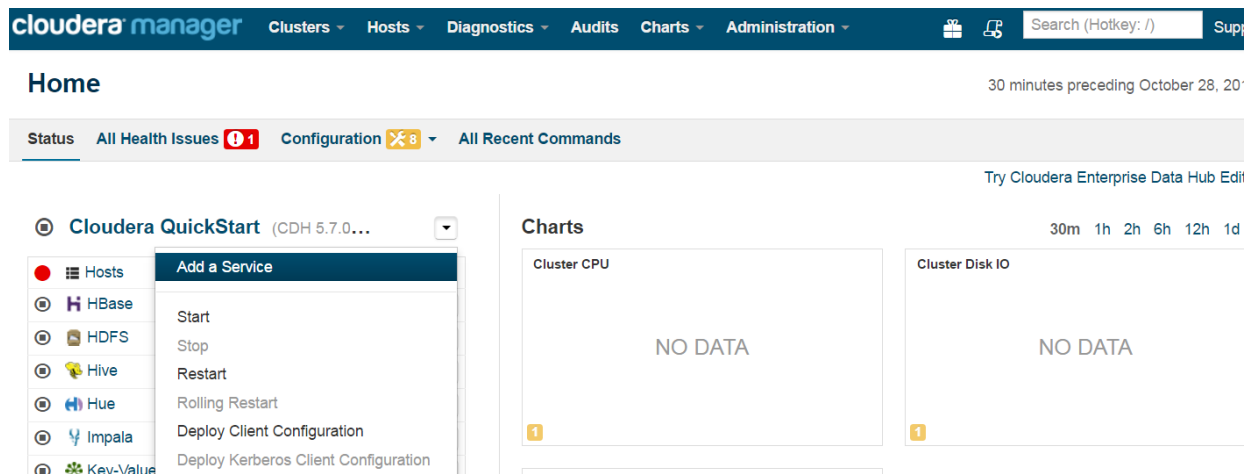 cloudera manager Clusters Hosts Diagnostics Audits Charts Administration Search (Hotkey: /) Supp
Home
30 minutes preceding October 28, 201
Status All Health Issues 1 Configuration 8 All Recent Commands
Try Cloudera Enterprise Data Hub Edit
Cloudera QuickStart (CDH 5.7.0...
Hosts
HBase
HDFS
Hive
Hue
Impala
Key-Value
Add a Service
Start
Stop
Restart
Rolling Restart
Deploy Client Configuration
Deploy Kerberos Client Configuration
Charts
30m 1h 2h 6h 12h 1d
Cluster CPU
NO DATA
1
Cluster Disk IO
NO DATA
1